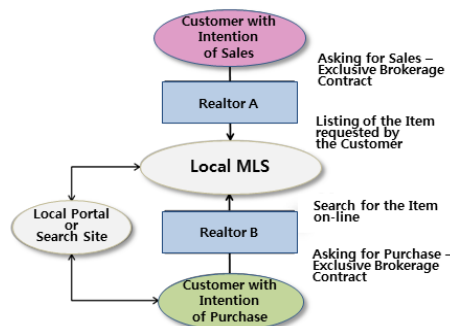 Customer with
Intention
of Sales
Asking for Sales –
Exclusive Brokerage
Contract
Realtor A
Listing of the Item
requested by
the Customer
Local MLS
Local Portal
or
Search Site
Search for the Item
on-line
Realtor B
Asking for Purchase –
Exclusive Brokerage
Contract
Customer with
Intention
of Purchase